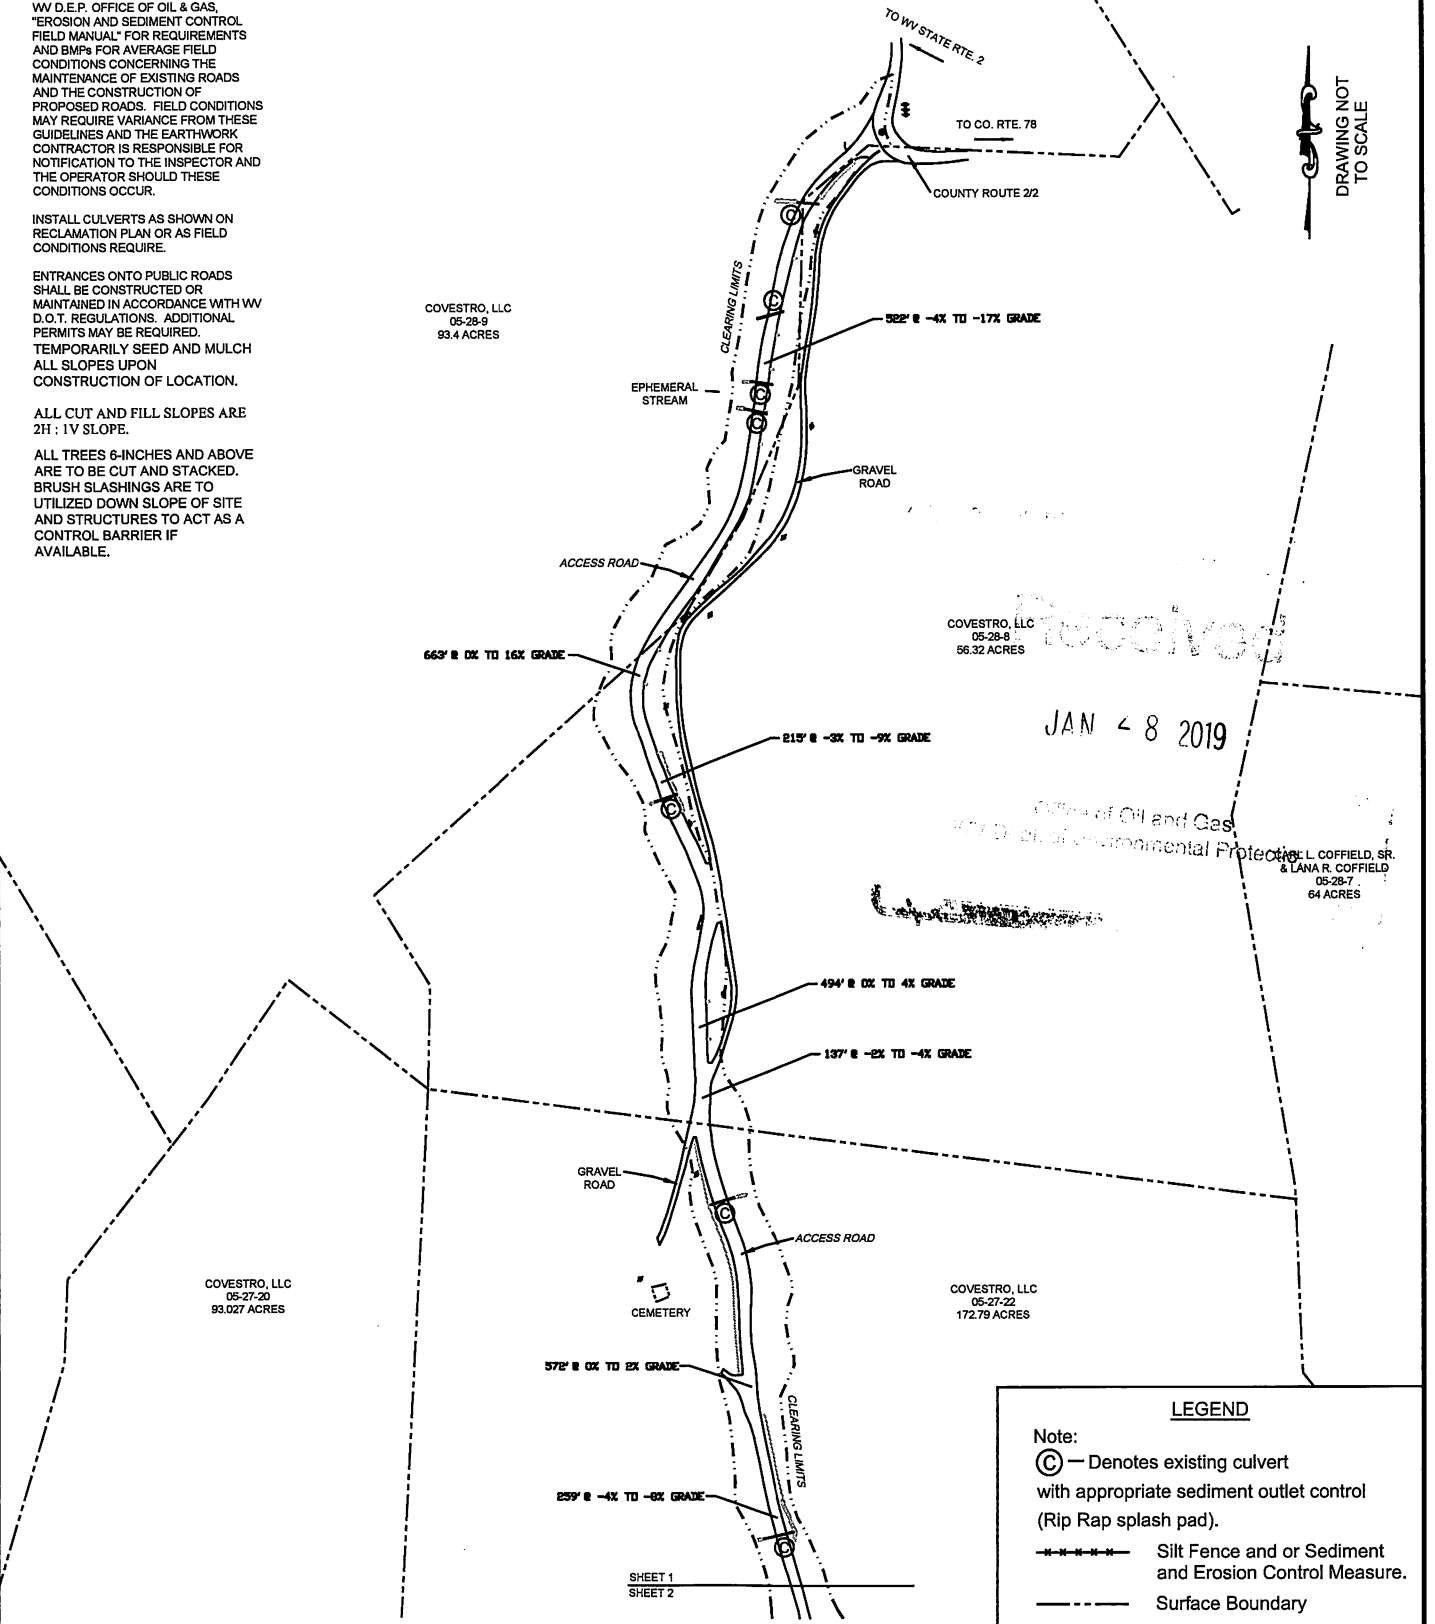 WV D.E.P. OFFICE OF OIL & GAS,
"EROSION AND SEDIMENT CONTROL
FIELD MANUAL" FOR REQUIREMENTS
AND BMPs FOR AVERAGE FIELD
CONDITIONS CONCERNING THE
MAINTENANCE OF EXISTING ROADS
AND THE CONSTRUCTION OF
PROPOSED ROADS. FIELD CONDITIONS
MAY REQUIRE VARIANCE FROM THESE
GUIDELINES AND THE EARTHWORK
CONTRACTOR IS RESPONSIBLE FOR
NOTIFICATION TO THE INSPECTOR AND
THE OPERATOR SHOULD THESE
CONDITIONS OCCUR.
INSTALL CULVERTS AS SHOWN ON
RECLAMATION PLAN OR AS FIELD
CONDITIONS REQUIRE.
ENTRANCES ONTO PUBLIC ROADS
SHALL BE CONSTRUCTED OR
MAINTAINED IN ACCORDANCE WITH WV
D.O.T. REGULATIONS. ADDITIONAL
PERMITS MAY BE REQUIRED.
TEMPORARILY SEED AND MULCH
ALL SLOPES UPON
CONSTRUCTION OF LOCATION.
ALL CUT AND FILL SLOPES ARE
2H : 1V SLOPE.
ALL TREES 6-INCHES AND ABOVE
ARE TO BE CUT AND STACKED.
BRUSH SLASHINGS ARE TO
UTILIZED DOWN SLOPE OF SITE
AND STRUCTURES TO ACT AS A
CONTROL BARRIER IF
AVAILABLE.
TO WV STATE RTE. 2
TO CO. RTE. 78
COUNTY ROUTE 2/2
DRAWING NOT
TO SCALE
C
CLEARING LIMITS
C
COVESTRO, LLC
05-28-9
93.4 ACRES
522' @ -4% TO -17% GRADE
EPHEMERAL
STREAM
C
C
GRAVEL
ROAD
ACCESS ROAD
Received
COVESTRO, LLC
05-28-8
56.32 ACRES
663' @ 0% TO 16% GRADE
JAN 28 2019
215' @ -3% TO -9% GRADE
C
Office of Oil and Gas
WV Dept. of Environmental Protection
L. COFFIELD, SR.
& LANA R. COFFIELD
05-28-7
64 ACRES
494' @ 0% TO 4% GRADE
137' @ -2% TO -4% GRADE
GRAVEL
ROAD
C
ACCESS ROAD
COVESTRO, LLC
05-27-20
93.027 ACRES
CEMETERY
COVESTRO, LLC
05-27-22
172.79 ACRES
572' @ 0% TO 2% GRADE
CLEARING LIMITS
259' @ -4% TO -8% GRADE
C
SHEET 1
SHEET 2
LEGEND
Note:
C — Denotes existing culvert
with appropriate sediment outlet control
(Rip Rap splash pad).
Silt Fence and or Sediment
and Erosion Control Measure.
Surface Boundary